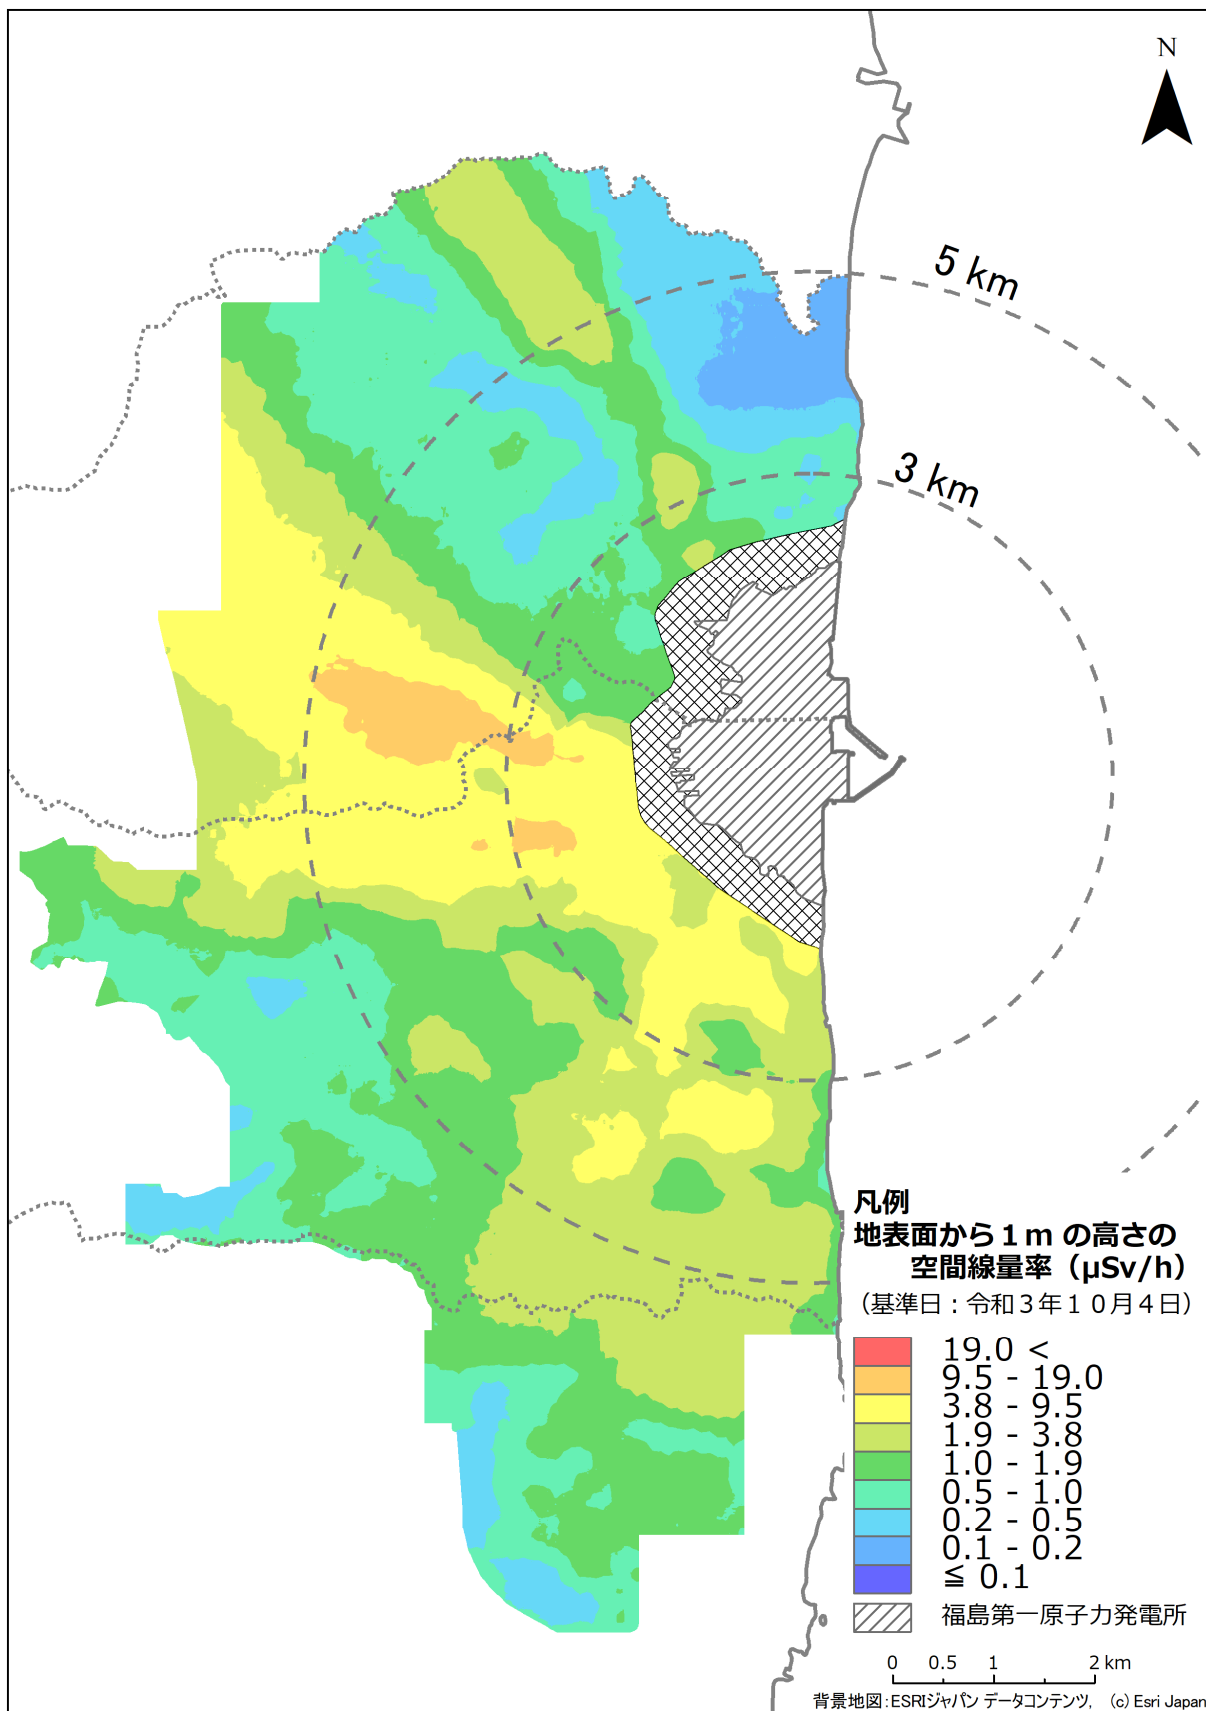 N
5 km
3 km
凡例
地表面から1mの高さの
空間線量率（μSv/h）
（基準日：令和3年10月4日）
19.0 <
9.5 - 19.0
3.8 - 9.5
1.9 - 3.8
1.0 - 1.9
0.5 - 1.0
0.2 - 0.5
0.1 - 0.2
≦ 0.1
福島第一原子力発電所
0 0.5 1 2 km
背景地図:ESRIジャパン データコンテンツ, (c) Esri Japan